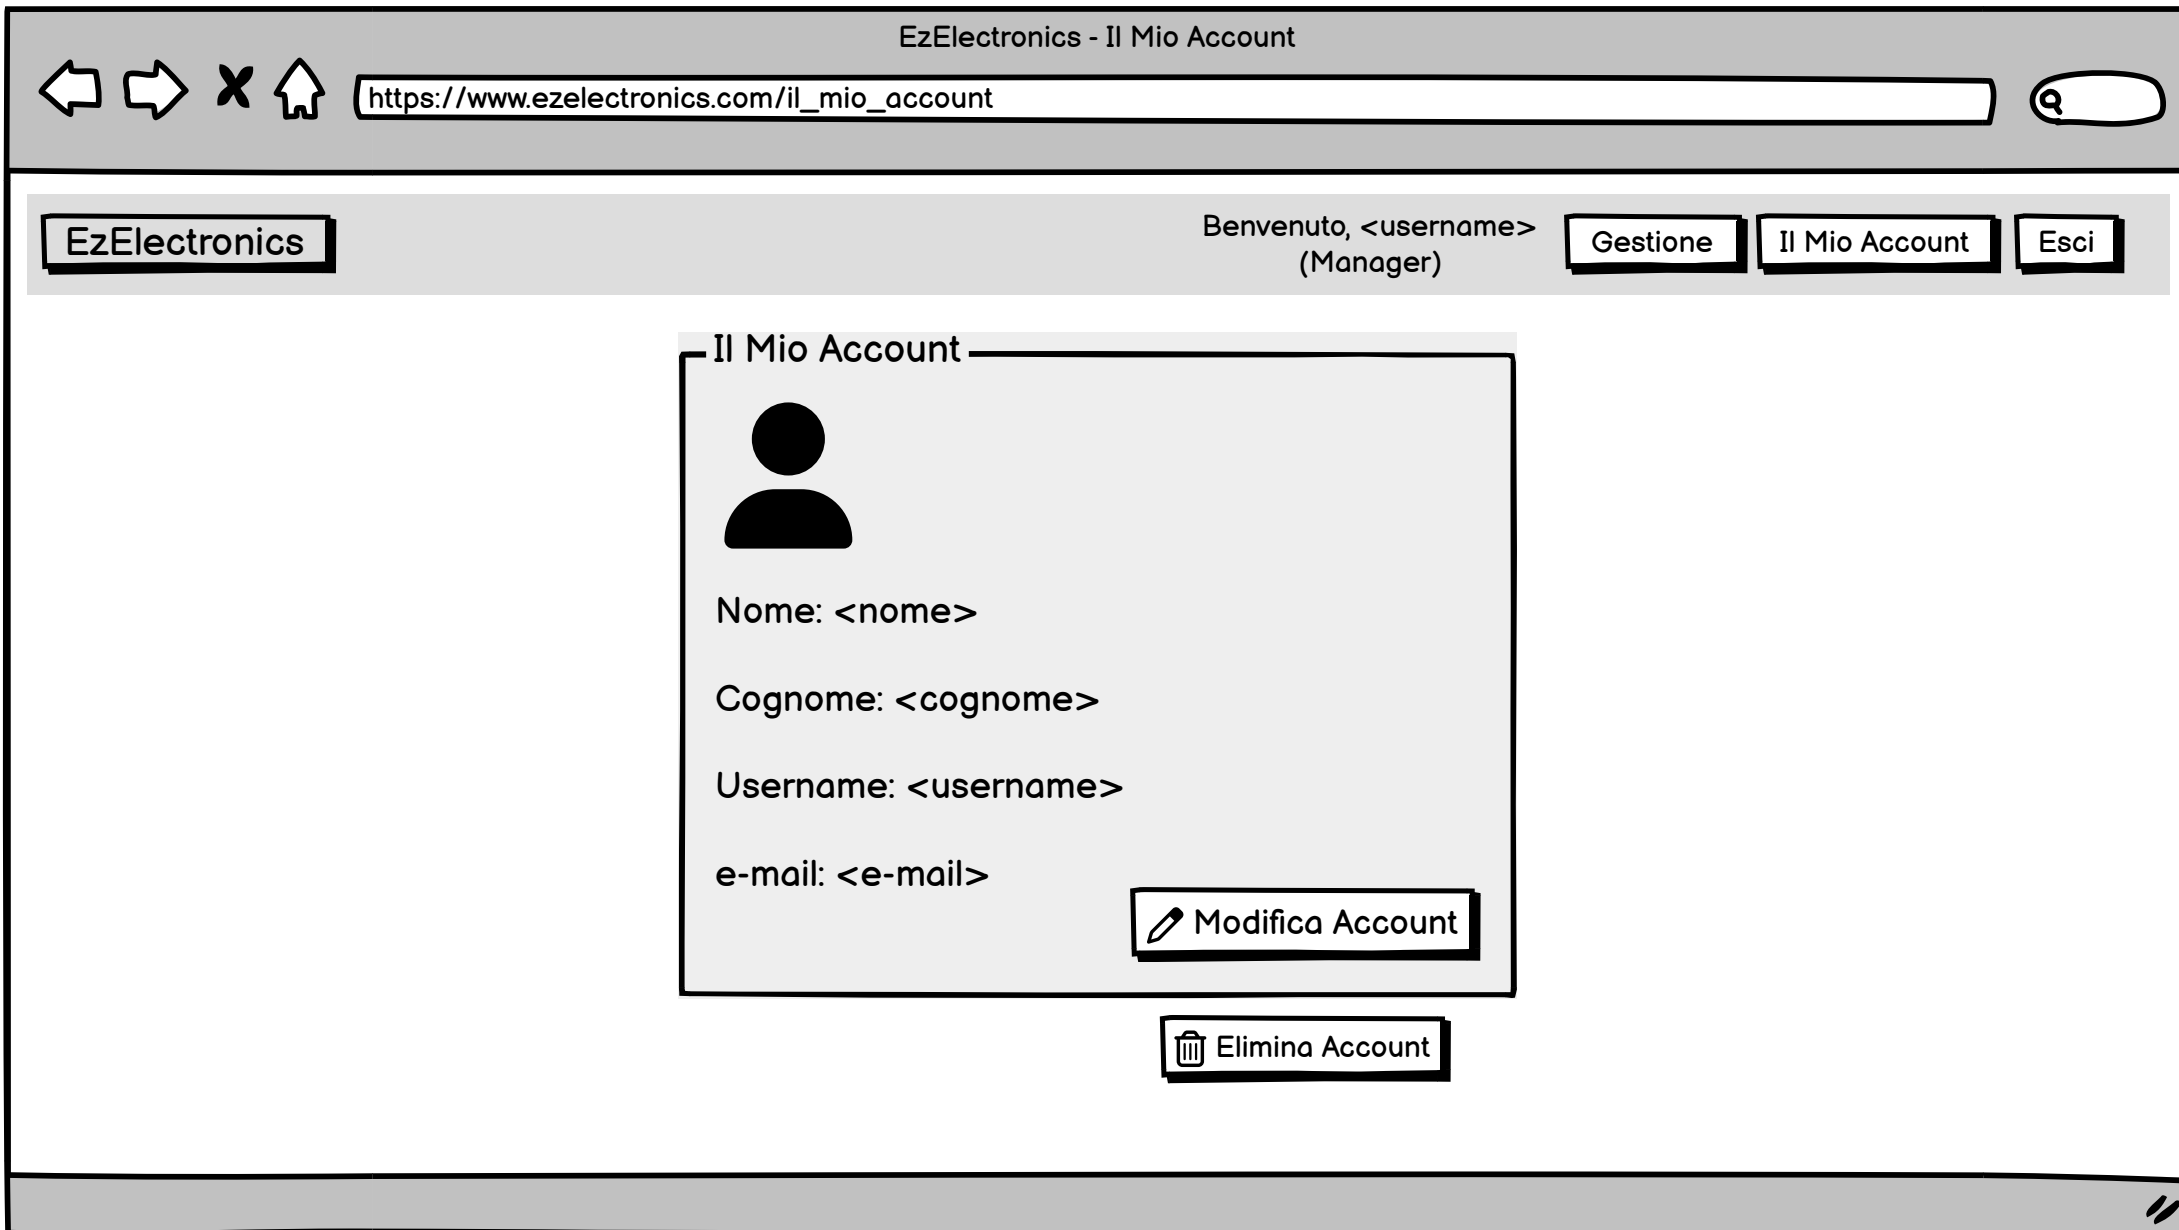 EzElectronics - Il Mio Account
https://www.ezelectronics.com/il_mio_account
EzElectronics
Benvenuto, <username>
(Manager)
Gestione
Il Mio Account
Esci
Il Mio Account
Nome: <nome>
Cognome: <cognome>
Username: <username>
e-mail: <e-mail>
Modifica Account
Elimina Account